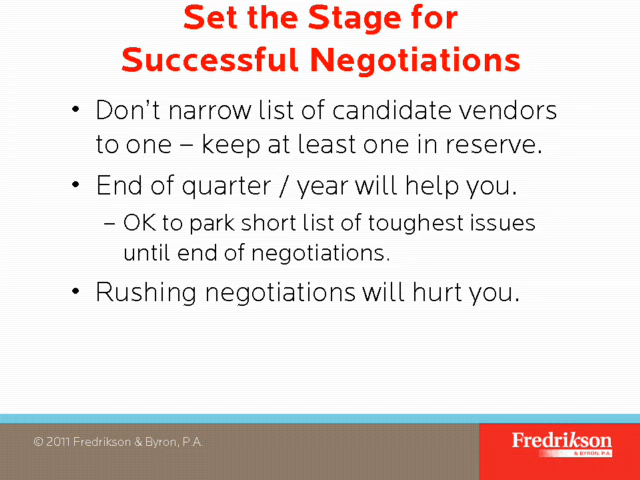 Set the Stage for
Successful Negotiations
• Don't narrow list of candidate vendors
to one – keep at least one in reserve.
• End of quarter / year will help you.
– OK to park short list of toughest issues
until end of negotiations.
• Rushing negotiations will hurt you.
© 2011 Fredrikson & Byron, P.A.
Fredrikson
& BYRON, P.A.